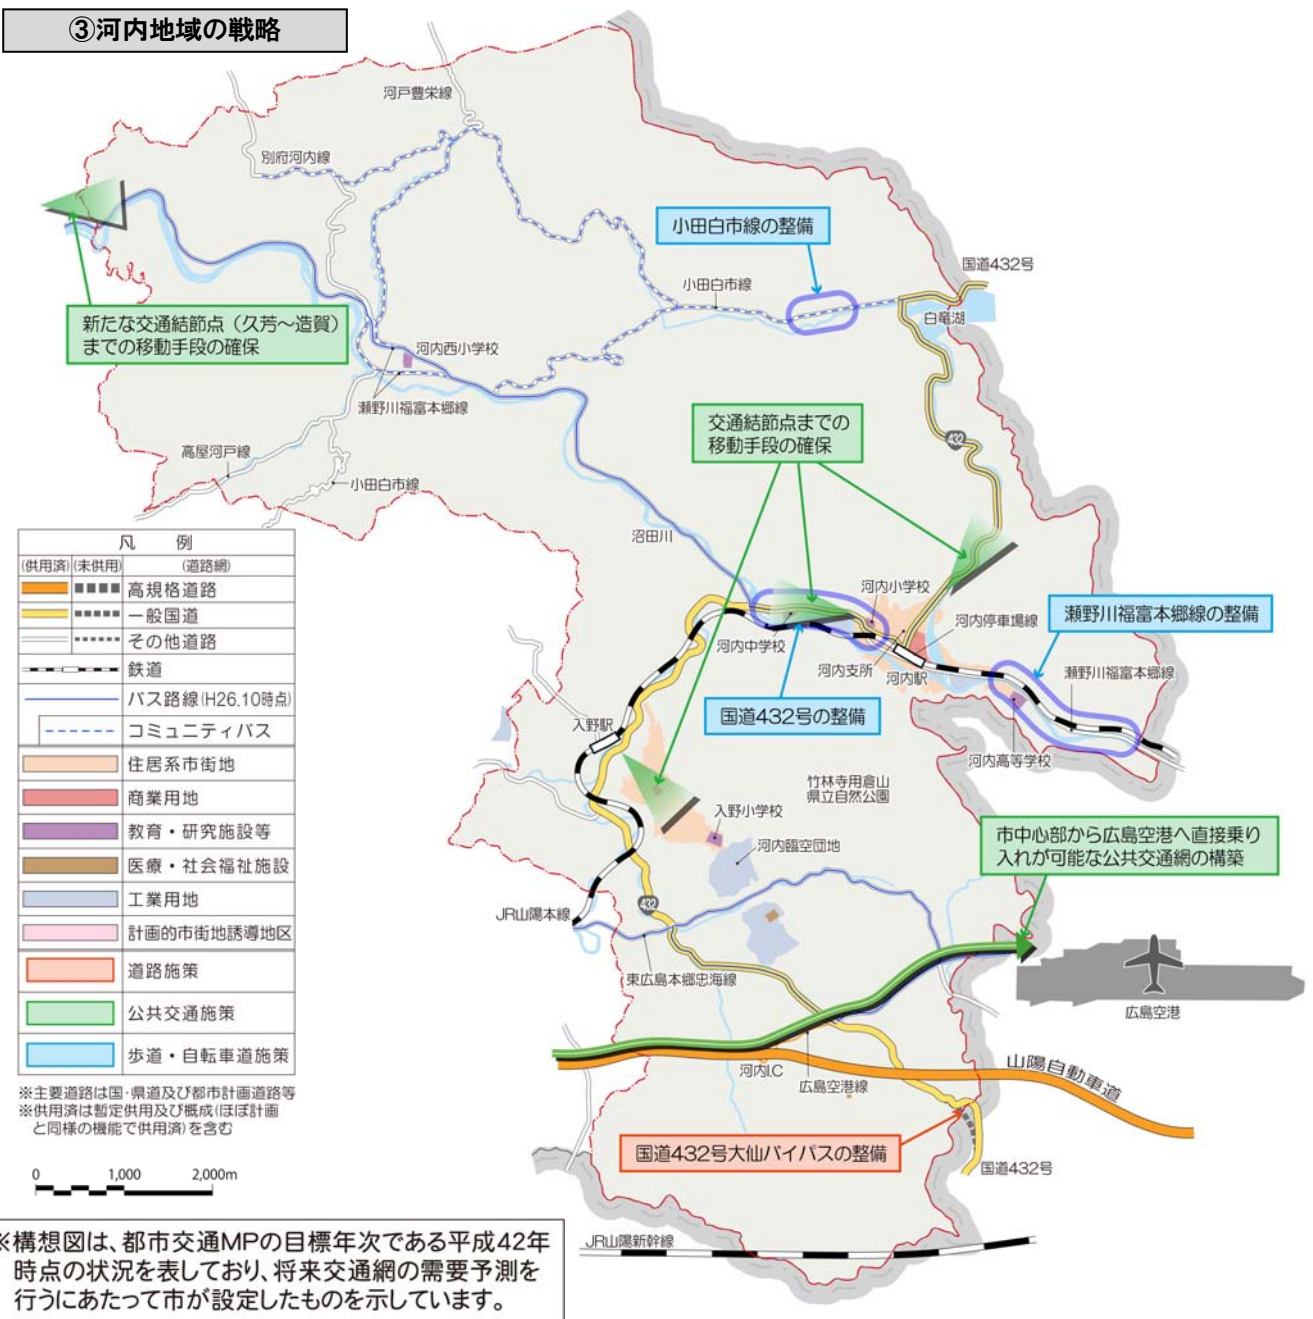 ③河内地域の戦略
河戸豊栄線
別府河内線
小田白市線の整備
国道432号
小田白市線
白竜湖
新たな交通結節点(久芳～造賀)
までの移動手段の確保
河内西小学校
瀬野川福富本郷線
交通結節点までの
移動手段の確保
432
高屋河戸線
小田白市線
沼田川
凡 例
(供用済)(未供用) (道路網)
高規格道路
一般国道
その他道路
鉄道
バス路線(H26.10時点)
コミュニティバス
住居系市街地
商業用地
教育・研究施設等
医療・社会福祉施設
工業用地
計画的市街地誘導地区
道路施策
公共交通施策
歩道・自転車道施策
※主要道路は国・県道及び都市計画道路等
※供用済は暫定供用及び概成(ほぼ計画
と同様の機能で供用済)を含む
0 1,000 2,000m
河内小学校
瀬野川福富本郷線の整備
河内停車場線
河内中学校
河内支所
河内駅
瀬野川福富本郷線
国道432号の整備
入野駅
河内高等学校
竹林寺用倉山
県立自然公園
入野小学校
河内臨空団地
市中心部から広島空港へ直接乗り
入れが可能な公共交通網の構築
432
JR山陽本線
東広島本郷忠海線
広島空港
河内I.C
広島空港線
山陽自動車道
国道432号大仙バイパスの整備
国道432号
JR山陽新幹線
※構想図は、都市交通MPの目標年次である平成42年
時点の状況を表しており、将来交通網の需要予測を
行うにあたって市が設定したものを示しています。